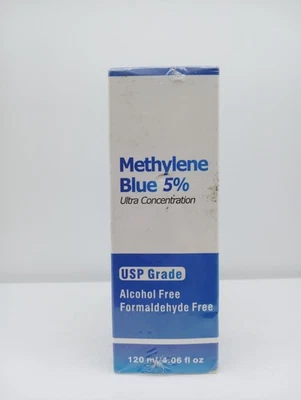 Methylene
Blue 5%
Ultra Concentration
USP Grade
Alcohol Free
Formaldehyde Free
120 ml/4.06 fl oz